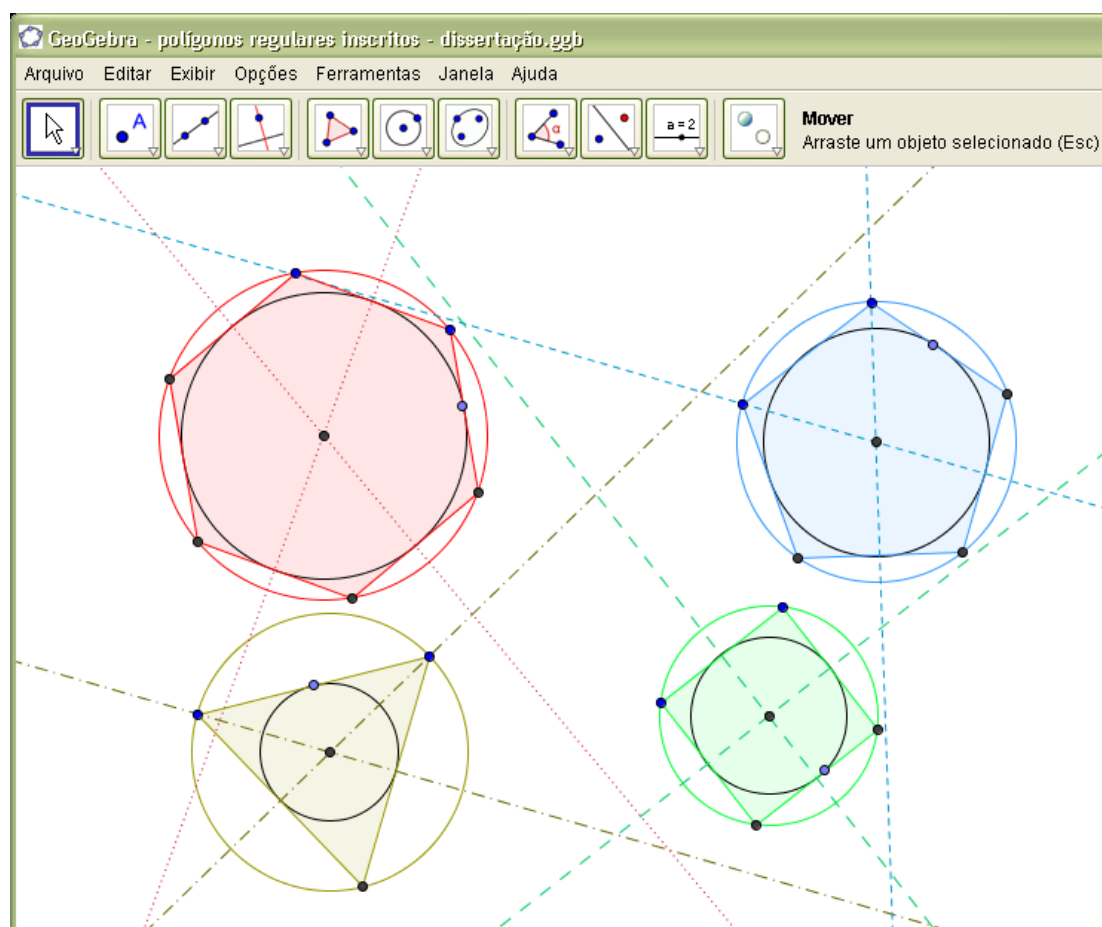 GeoGebra - polígonos regulares inscritos - dissertação.ggb
Arquivo Editar Exibir Opções Ferramentas Janela Ajuda
A
α
a=2
Mover
Arraste um objeto selecionado (Esc)